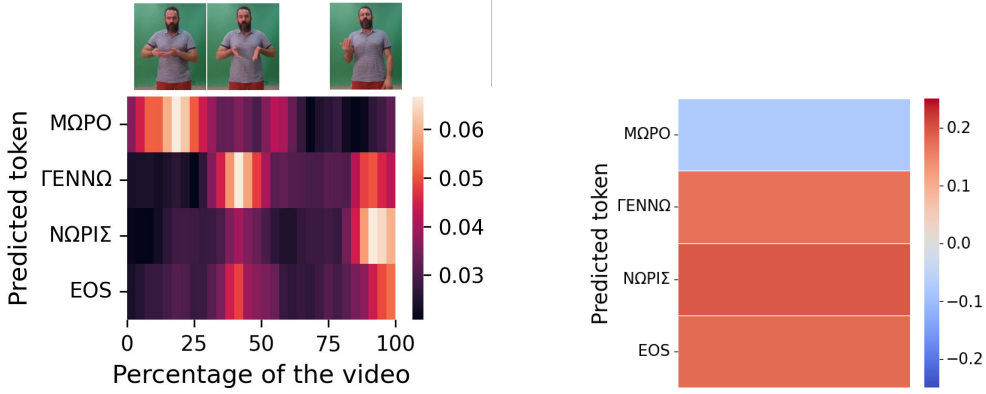 Predicted token
ΜΩΡΟ
ΓΕΝΝΩ
ΝΩΡΙΣ
EOS
0 25 50 75 100
Percentage of the video
0.06
0.05
0.04
0.03
Predicted token
ΜΩΡΟ
ΓΕΝΝΩ
ΝΩΡΙΣ
EOS
0.2
0.1
0.0
−0.1
−0.2